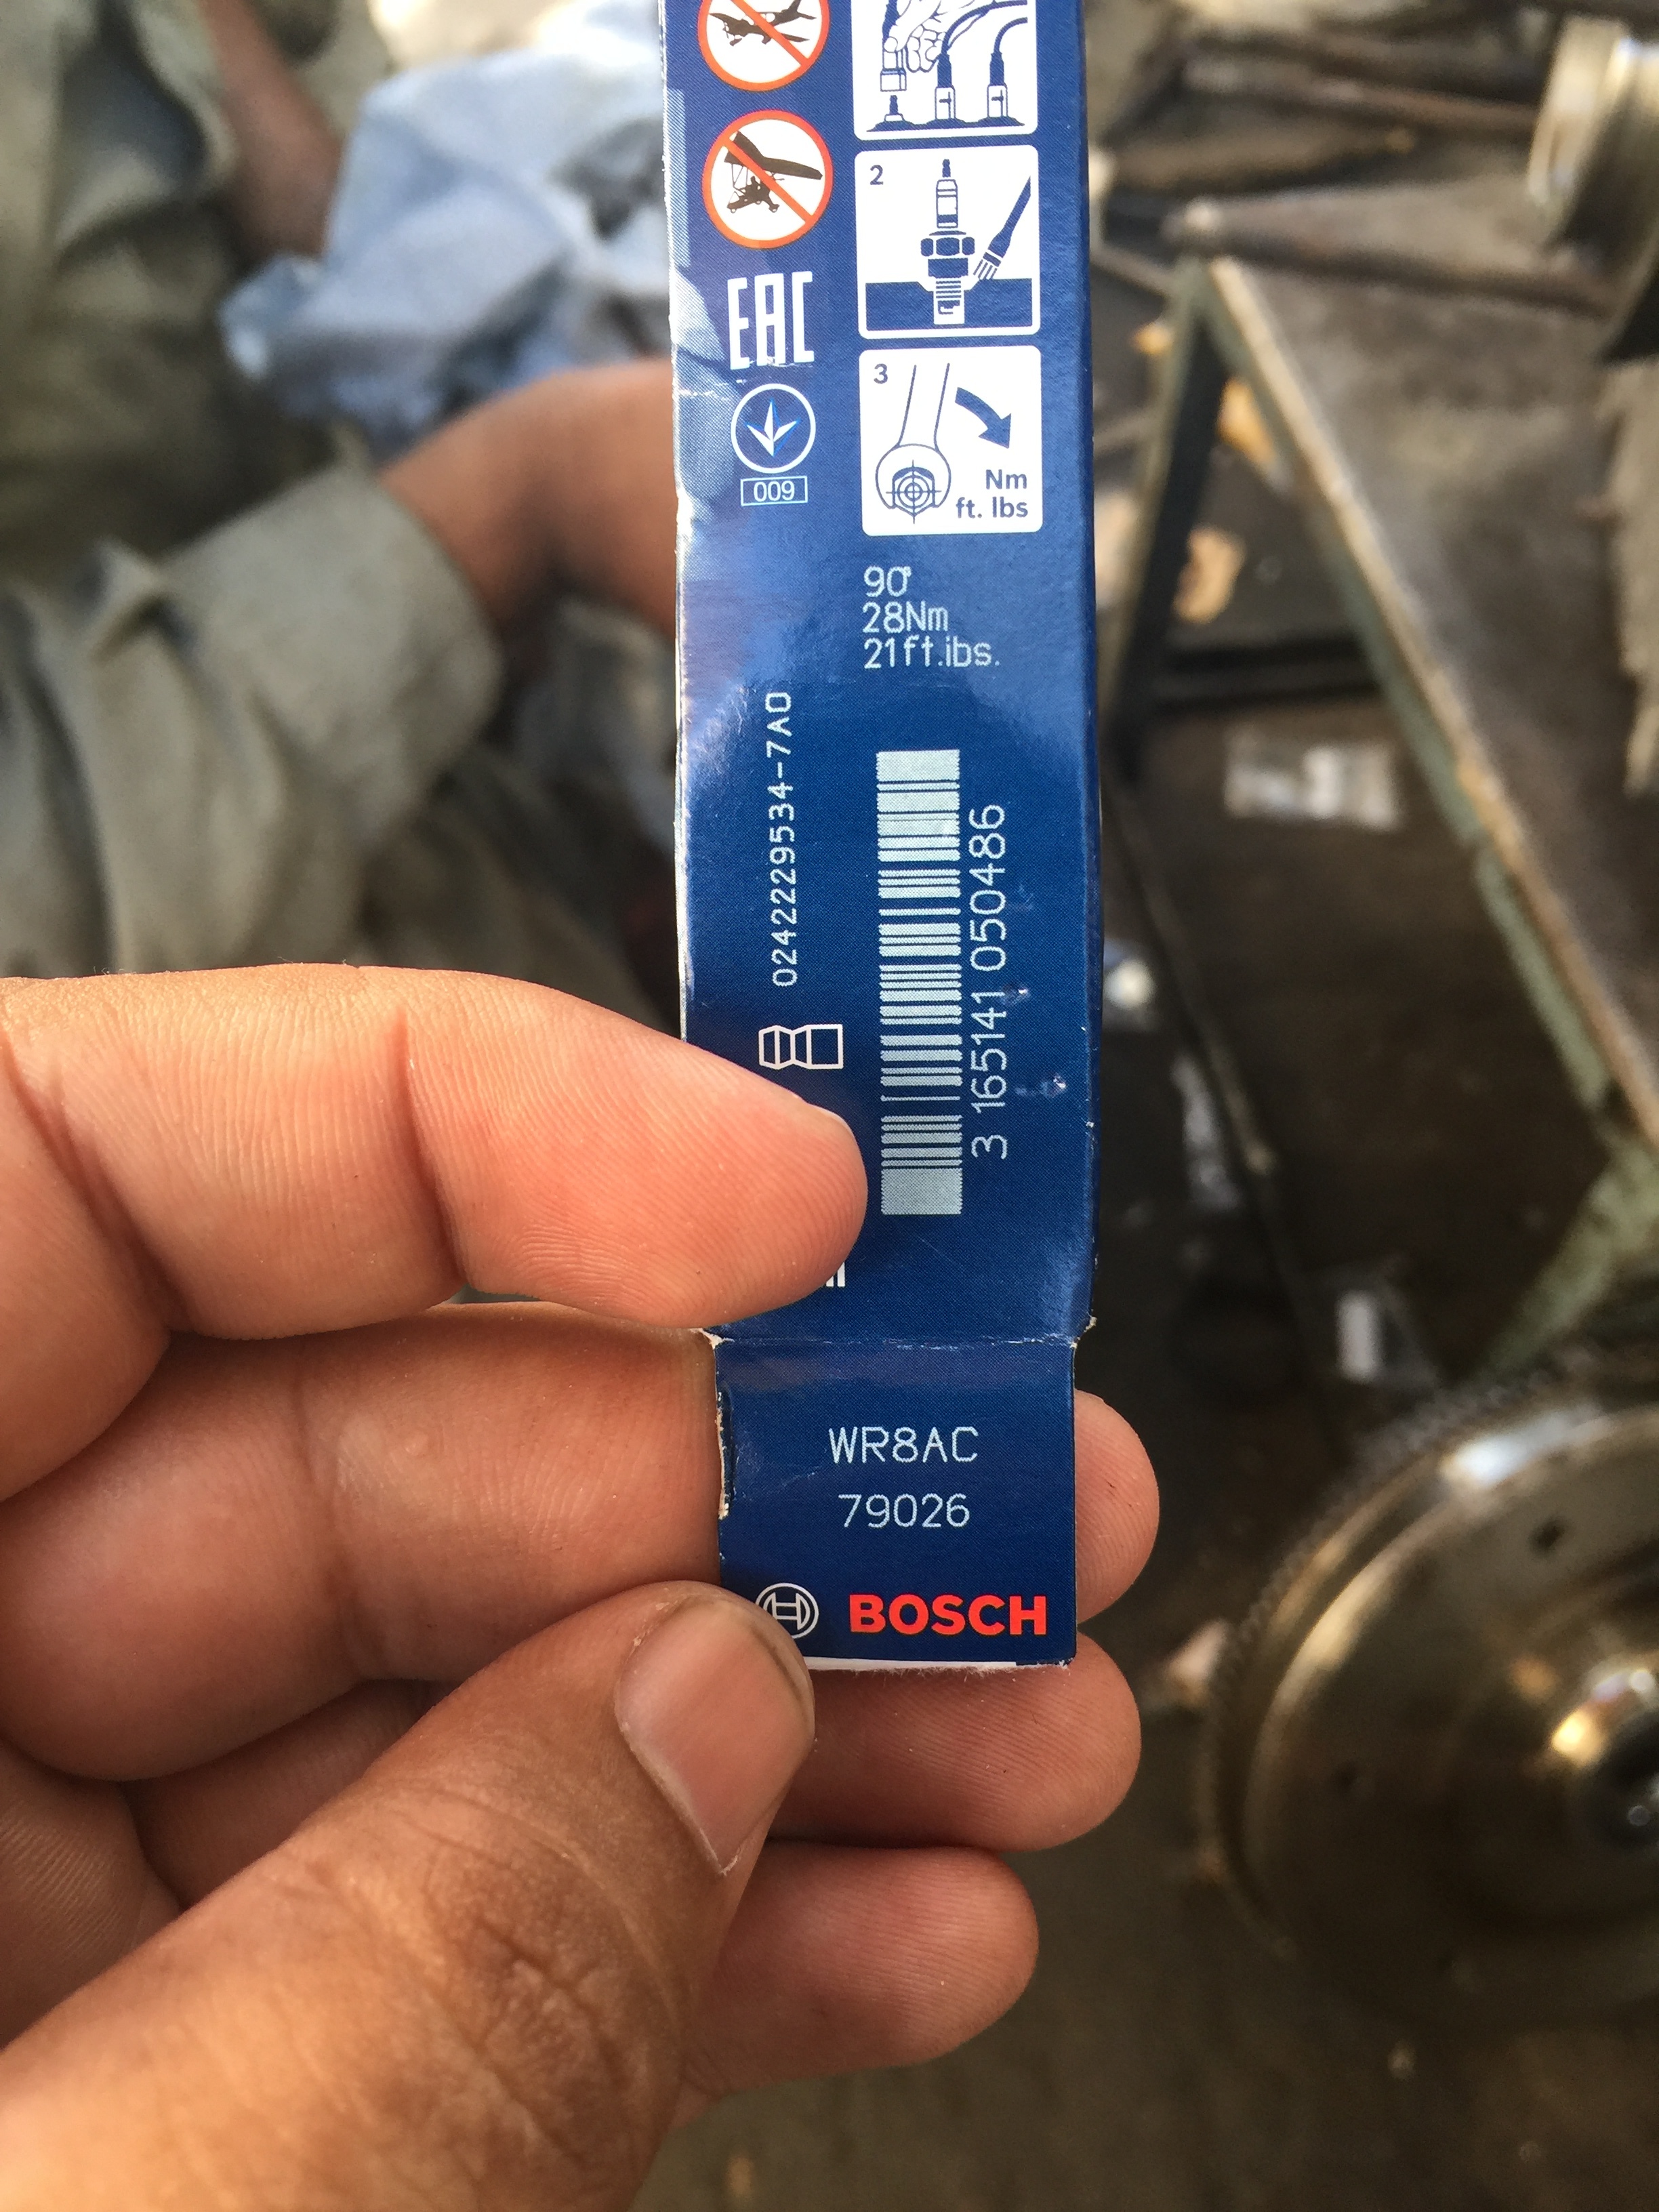 2
EAC
009
3
Nm
ft. lbs
90°
28Nm
21ft.ibs.
0242229534-7A0
3 165141 050486
WR8AC
79026
BOSCH